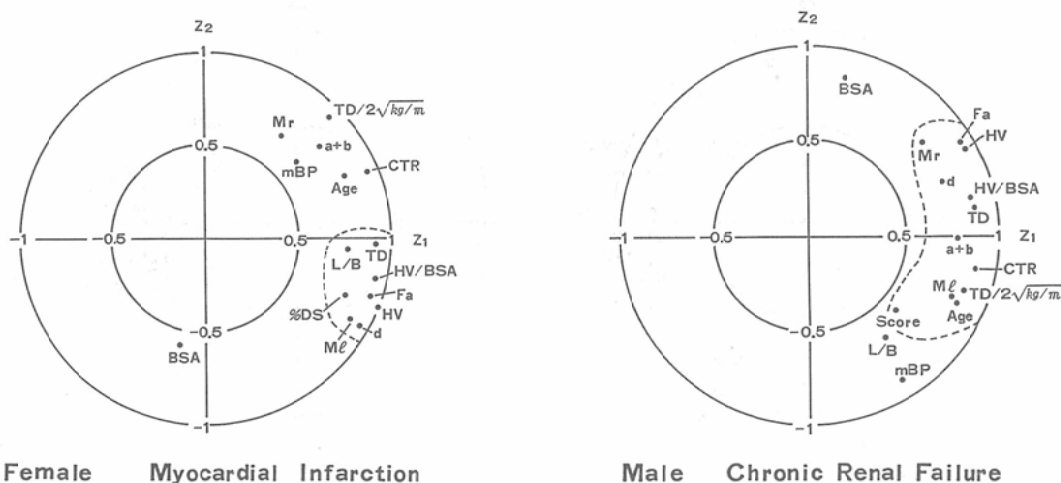 Z₂
1
TD/2√kg/m
Mr
a+b
0.5
mBP
CTR
Age
−1
−0.5
0.5
1
Z₁
L/B
TD
HV/BSA
%DS
Fa
HV
Mℓ
d
−0.5
BSA
−1
Female Myocardial Infarction
Z₂
1
BSA
Fa
HV
0.5
Mr
d
HV/BSA
TD
−1
−0.5
0.5
1
Z₁
a+b
CTR
Mℓ
TD/2√kg/m
Age
Score
−0.5
L/B
mBP
−1
Male Chronic Renal Failure